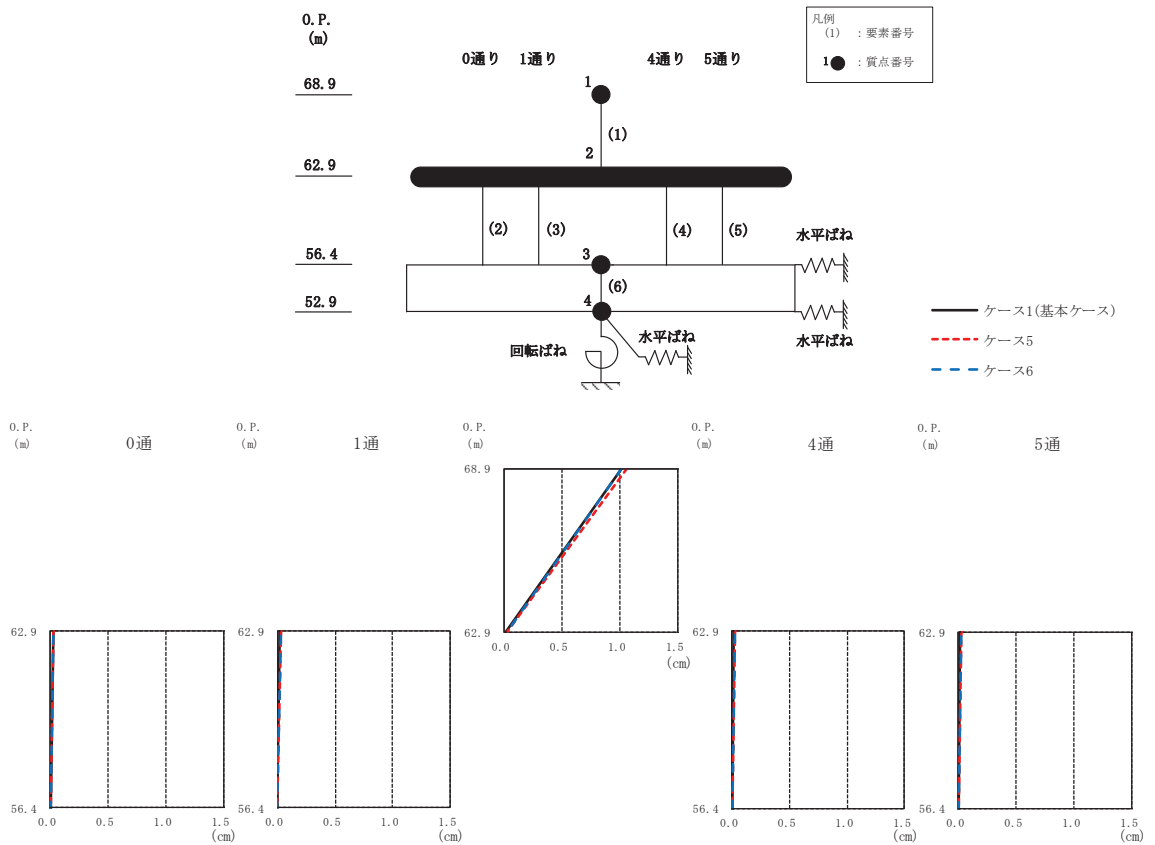 O.P.
(m)
0通り 1通り 4通り 5通り
凡例
(1) : 要素番号
1 : 質点番号
68.9
1
(1)
2
62.9
(2) (3) (4) (5)
水平ばね
56.4
3
(6)
52.9
4
水平ばね
水平ばね
回転ばね
ケース1(基本ケース)
ケース5
ケース6
O.P.
(m)
0通
O.P.
(m)
1通
O.P.
(m)
O.P.
(m)
4通
O.P.
(m)
5通
68.9
62.9
0.0 0.5 1.0 1.5
(cm)
62.9
56.4
0.0 0.5 1.0 1.5
(cm)
62.9
56.4
0.0 0.5 1.0 1.5
(cm)
62.9
56.4
0.0 0.5 1.0 1.5
(cm)
62.9
56.4
0.0 0.5 1.0 1.5
(cm)